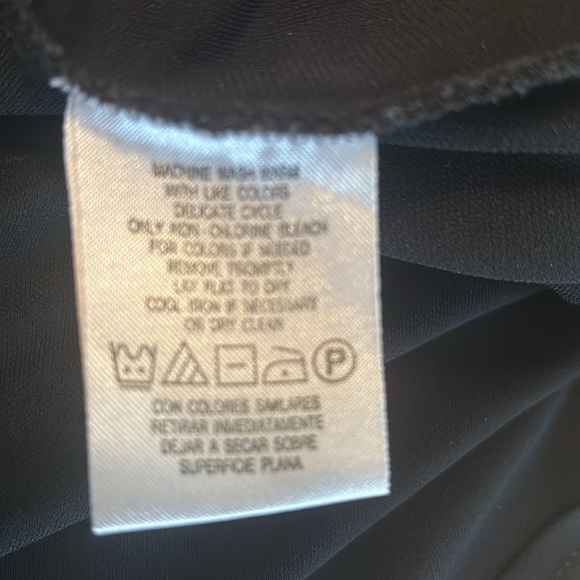 MACHINE WASH WARM
WITH LIKE COLORS
DELICATE CYCLE
ONLY NON-CHLORINE BLEACH
FOR COLORS IF NEEDED
REMOVE PROMPTLY
LAY FLAT TO DRY
COOL IRON IF NECESSARY
OR DRY CLEAN
P
CON COLORES SIMILARES
RETIRAR INMEDIATAMENTE
DEJAR A SECAR SOBRE
SUPERFICIE PLANA